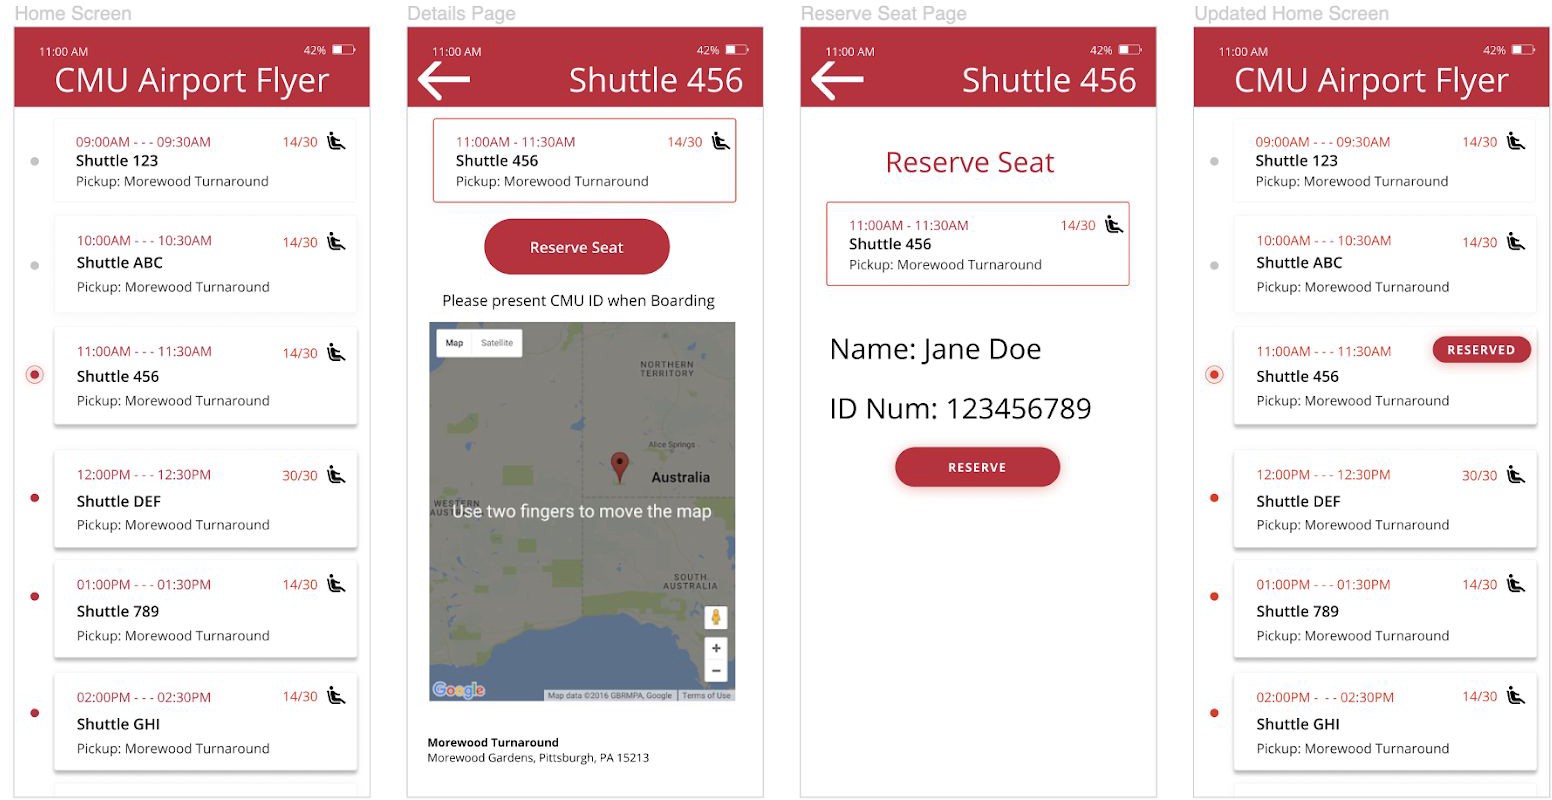 Home Screen
11:00 AM
42%
CMU Airport Flyer
09:00AM - - - 09:30AM
14/30
Shuttle 123
Pickup: Morewood Turnaround
10:00AM - - - 10:30AM
14/30
Shuttle ABC
Pickup: Morewood Turnaround
11:00AM - - - 11:30AM
14/30
Shuttle 456
Pickup: Morewood Turnaround
12:00PM - - - 12:30PM
30/30
Shuttle DEF
Pickup: Morewood Turnaround
01:00PM - - - 01:30PM
14/30
Shuttle 789
Pickup: Morewood Turnaround
02:00PM - - - 02:30PM
14/30
Shuttle GHI
Pickup: Morewood Turnaround
Details Page
11:00 AM
42%
Shuttle 456
11:00AM - 11:30AM
14/30
Shuttle 456
Pickup: Morewood Turnaround
Reserve Seat
Please present CMU ID when Boarding
Map
Satellite
NORTHERN
TERRITORY
Alice Springs
Australia
WESTERN
AUST
Use two fingers to move the map
SOUTH
AUSTRALIA
+
−
Google
Map data ©2016 GBRMPA, Google
Terms of Use
Morewood Turnaround
Morewood Gardens, Pittsburgh, PA 15213
Reserve Seat Page
11:00 AM
42%
Shuttle 456
Reserve Seat
11:00AM - 11:30AM
14/30
Shuttle 456
Pickup: Morewood Turnaround
Name: Jane Doe
ID Num: 123456789
RESERVE
Updated Home Screen
11:00 AM
42%
CMU Airport Flyer
09:00AM - - - 09:30AM
14/30
Shuttle 123
Pickup: Morewood Turnaround
10:00AM - - - 10:30AM
14/30
Shuttle ABC
Pickup: Morewood Turnaround
11:00AM - - - 11:30AM
RESERVED
Shuttle 456
Pickup: Morewood Turnaround
12:00PM - - - 12:30PM
30/30
Shuttle DEF
Pickup: Morewood Turnaround
01:00PM - - - 01:30PM
14/30
Shuttle 789
Pickup: Morewood Turnaround
02:00PM - - - 02:30PM
14/30
Shuttle GHI
Pickup: Morewood Turnaround